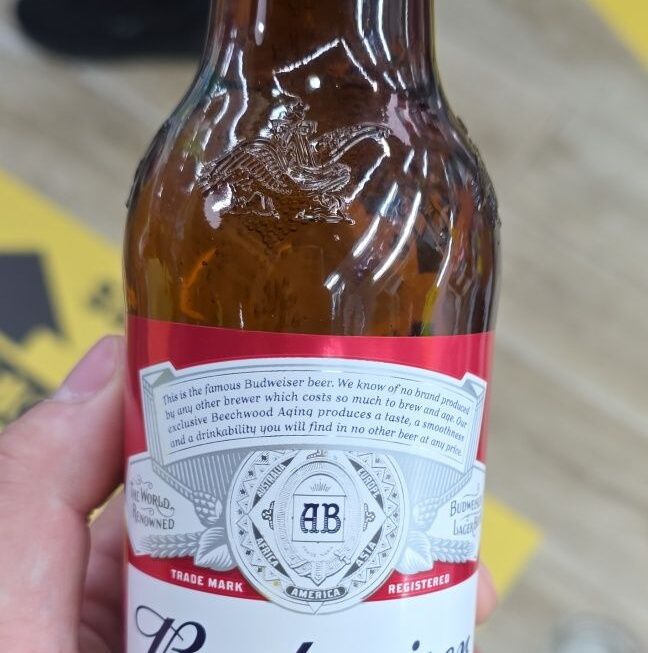 This is the famous Budweiser beer. We know of no brand produced
by any other brewer which costs so much to brew and age. Our
exclusive Beechwood Aging produces a taste, a smoothness
and a drinkability you will find in no other beer at any price.
THE WORLD
RENOWNED
AUSTRALIA
EUROPE
AB
AFRICA
ASIA
AMERICA
TRADE MARK
REGISTERED